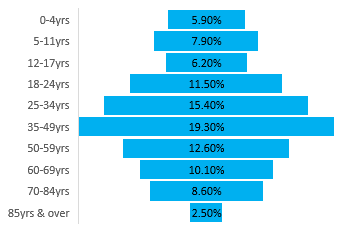 0-4yrs 5.90%
5-11yrs 7.90%
12-17yrs 6.20%
18-24yrs 11.50%
25-34yrs 15.40%
35-49yrs 19.30%
50-59yrs 12.60%
60-69yrs 10.10%
70-84yrs 8.60%
85yrs & over 2.50%